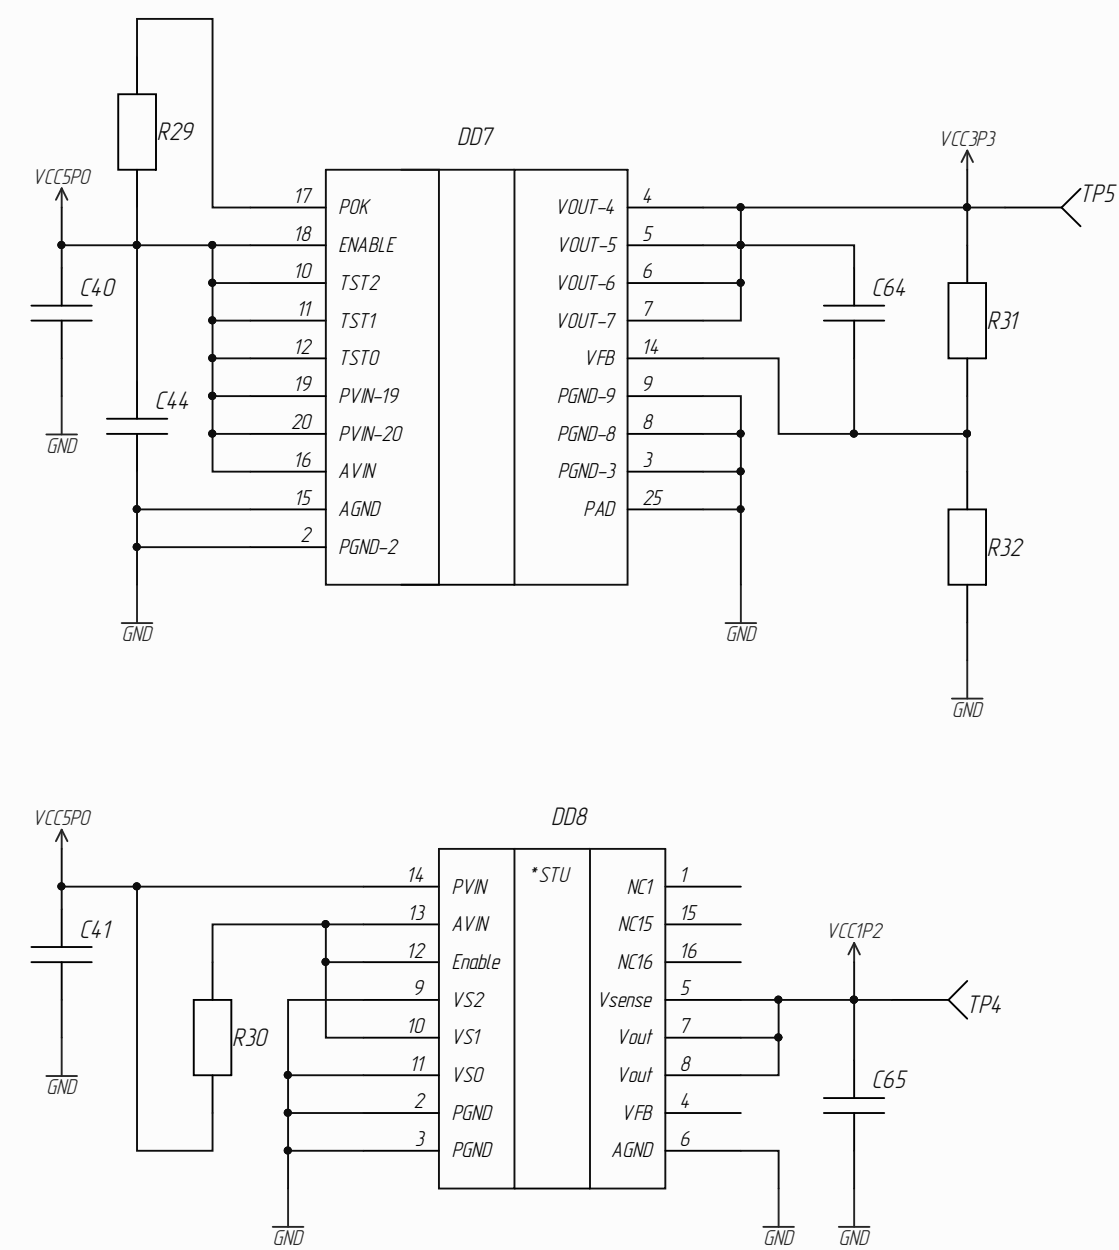 DD7
R29
VCC5P0
VCC3P3
TP5
17 POK VOUT-4 4
18 ENABLE VOUT-5 5
10 TST2 VOUT-6 6
C40 C64
11 TST1 VOUT-7 7
R31
12 TST0 VFB 14
19 PVIN-19 PGND-9 9
C44
20 PVIN-20 PGND-8 8
GND
16 AVIN PGND-3 3
15 AGND PAD 25
2 PGND-2
R32
GND
GND
GND
VCC5P0
DD8
*STU
14 PVIN NC1 1
13 AVIN NC15 15
C41
VCC1P2
12 Enable NC16 16
9 VS2 Vsense 5
TP4
R30
10 VS1 Vout 7
11 VS0 Vout 8
C65
GND
2 PGND VFB 4
3 PGND AGND 6
GND
GND
GND